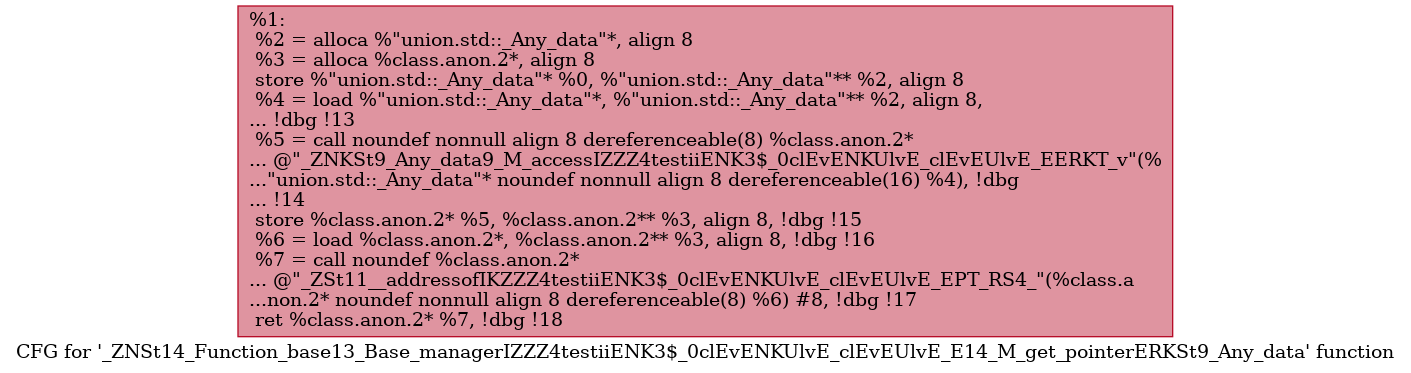 %1:
%2 = alloca %"union.std::_Any_data"*, align 8
%3 = alloca %class.anon.2*, align 8
store %"union.std::_Any_data"* %0, %"union.std::_Any_data"** %2, align 8
%4 = load %"union.std::_Any_data"*, %"union.std::_Any_data"** %2, align 8,
... !dbg !13
%5 = call noundef nonnull align 8 dereferenceable(8) %class.anon.2*
... @"_ZNKSt9_Any_data9_M_accessIZZZ4testiiENK3$_0clEvENKUlvE_clEvEUlvE_EERKT_v"(%
..."union.std::_Any_data"* noundef nonnull align 8 dereferenceable(16) %4), !dbg
... !14
store %class.anon.2* %5, %class.anon.2** %3, align 8, !dbg !15
%6 = load %class.anon.2*, %class.anon.2** %3, align 8, !dbg !16
%7 = call noundef %class.anon.2*
... @"_ZSt11__addressofIKZZZ4testiiENK3$_0clEvENKUlvE_clEvEUlvE_EPT_RS4_"(%class.a
...non.2* noundef nonnull align 8 dereferenceable(8) %6) #8, !dbg !17
ret %class.anon.2* %7, !dbg !18
CFG for '_ZNSt14_Function_base13_Base_managerIZZZ4testiiENK3$_0clEvENKUlvE_clEvEUlvE_E14_M_get_pointerERKSt9_Any_data' function